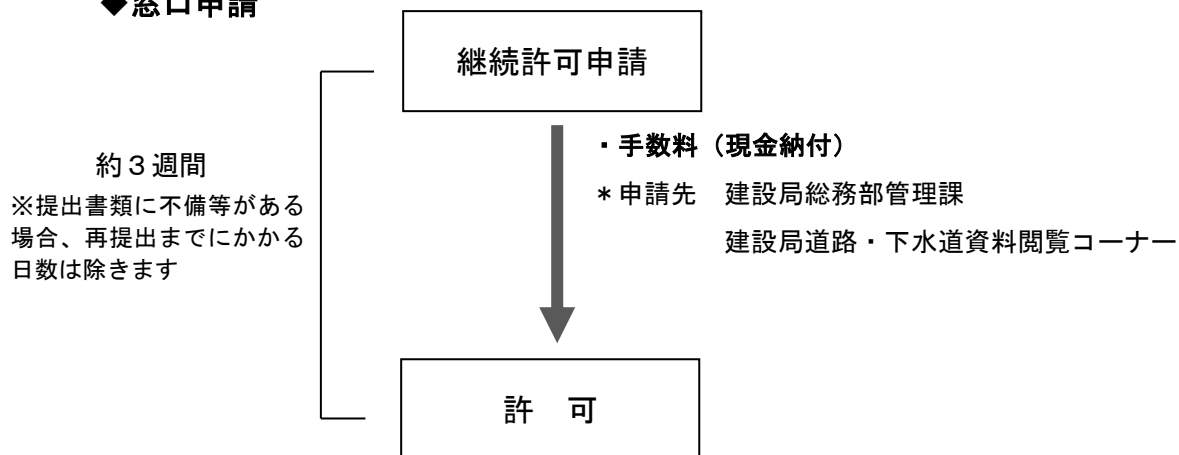 ◆窓口申請
継続許可申請
・手数料（現金納付）
＊申請先　建設局総務部管理課
建設局道路・下水道資料閲覧コーナー
約３週間
※提出書類に不備等がある
場合、再提出までにかかる
日数は除きます
許　可